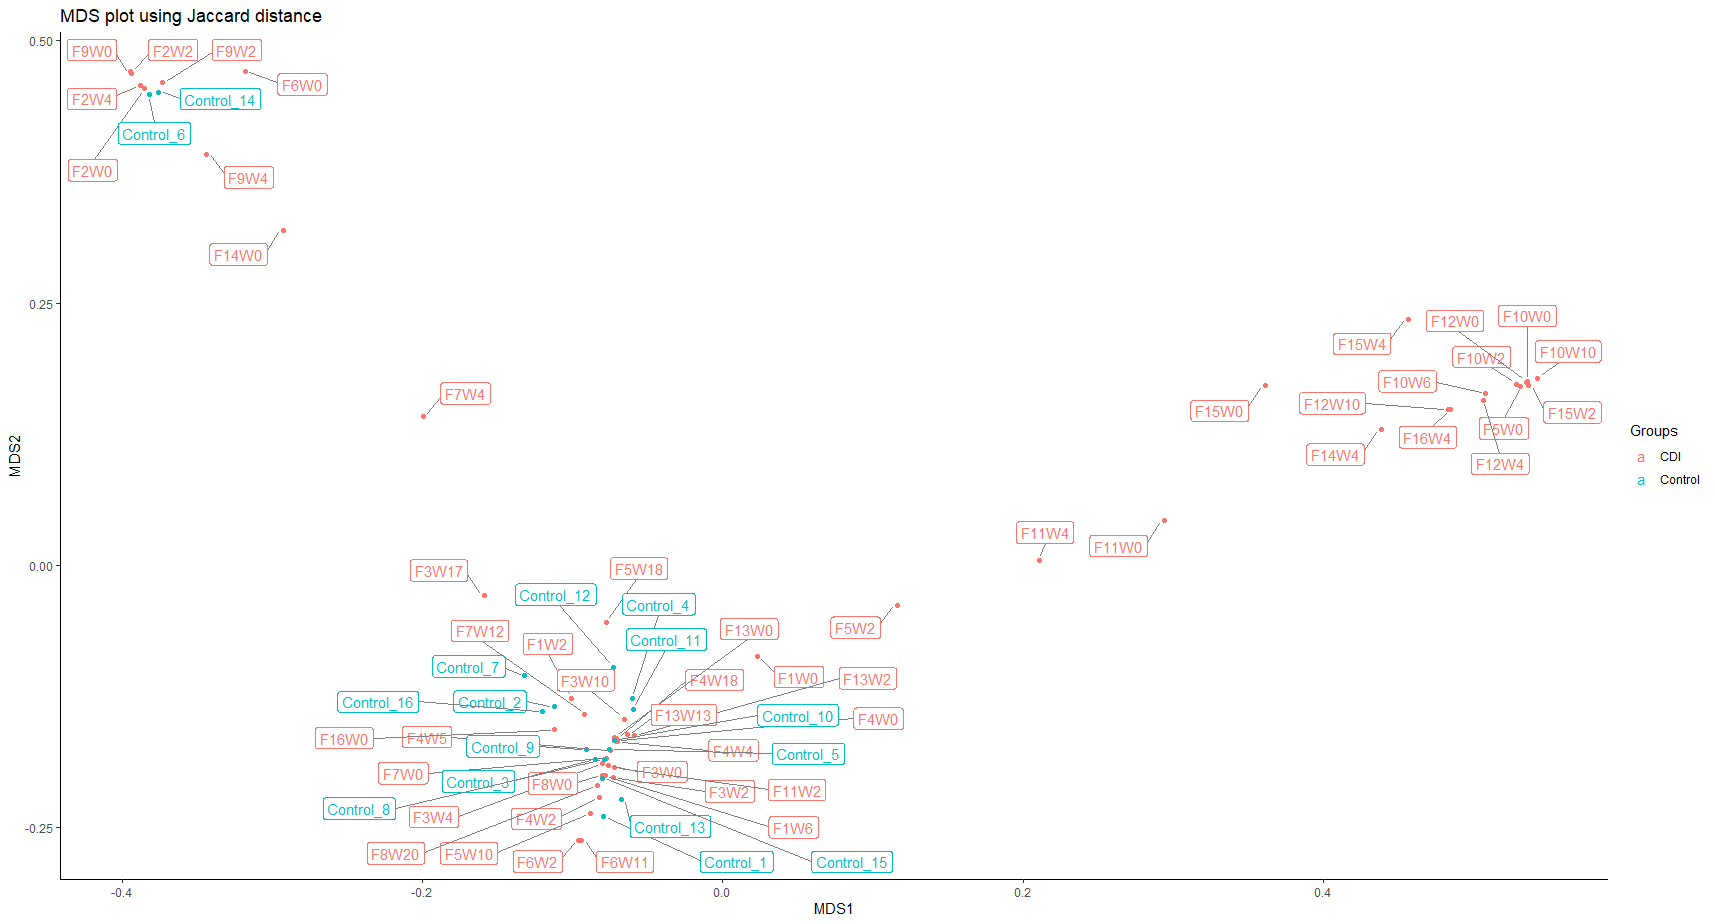 MDS plot using Jaccard distance
0.50
F9W0
F2W2
F9W2
F6W0
F2W4
Control_14
Control_6
F2W0
F9W4
F14W0
0.25
F12W0
F10W0
F15W4
F10W2
F10W10
F10W6
F7W4
F12W10
F15W0
F15W2
F5W0
F16W4
F14W4
F12W4
Groups
a CDI
a Control
MDS2
F11W4
F11W0
0.00
F3W17
F5W18
Control_12
Control_4
F7W12
F13W0
F5W2
F1W2
Control_11
Control_7
F3W10
F4W18
F1W0
F13W2
Control_16
Control_2
F13W13
Control_10
F4W0
F16W0
F4W5
Control_9
F4W4
Control_5
F7W0
F3W0
Control_3
F8W0
F3W2
F11W2
Control_8
F3W4
F4W2
Control_13
F1W6
-0.25
F8W20
F5W10
F6W2
F6W11
Control_1
Control_15
-0.4
-0.2
0.0
0.2
0.4
MDS1